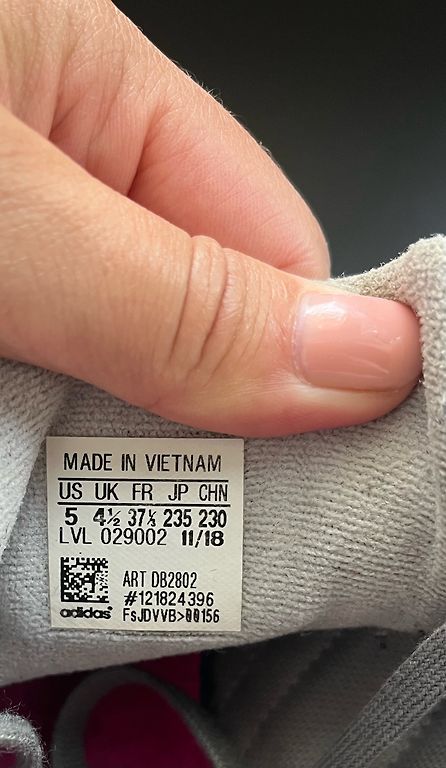 MADE IN VIETNAM
US UK FR JP CHN
5 4½ 37⅓ 235 230
LVL 029002 11/18
ART DB2802
#121824396
adidas FsJDVVB>00156